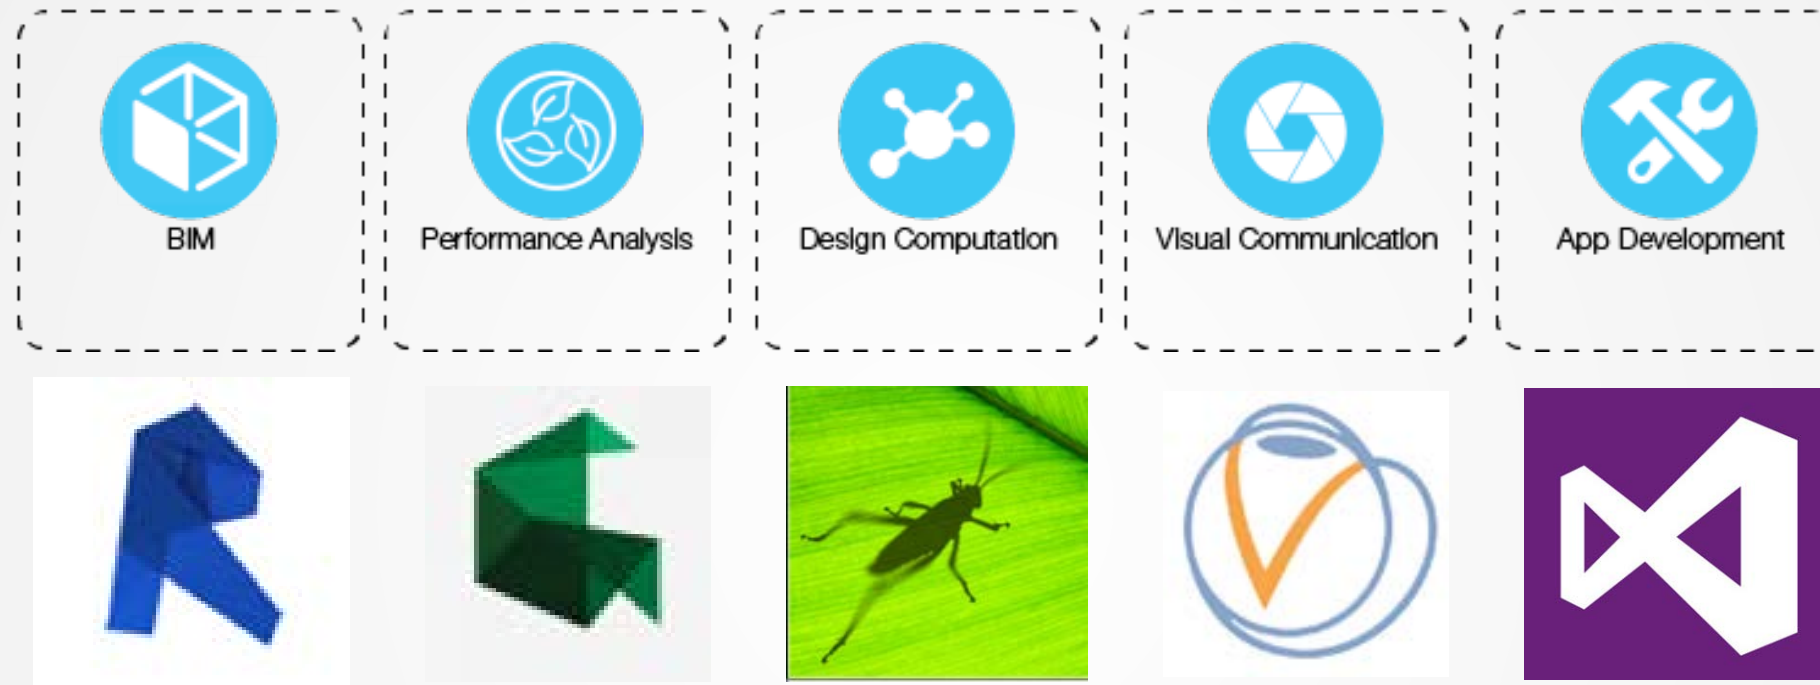 BIM
Performance Analysis
Design Computation
Visual Communication
App Development